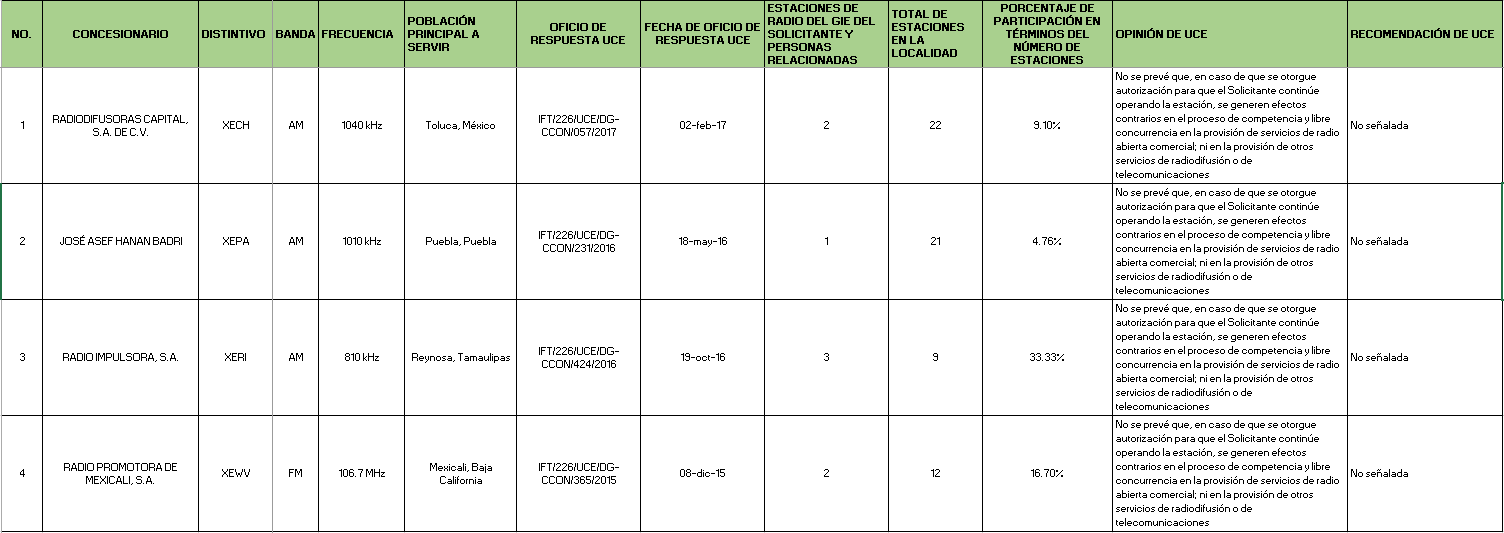 NO.
CONCESIONARIO
DISTINTIVO
BANDA
FRECUENCIA
POBLACIÓN
PRINCIPAL A
SERVIR
OFICIO DE
RESPUESTA UCE
FECHA DE OFICIO DE
RESPUESTA UCE
ESTACIONES DE
RADIO DEL GIE DEL
SOLICITANTE Y
PERSONAS
RELACIONADAS
TOTAL DE
ESTACIONES
EN LA
LOCALIDAD
PORCENTAJE DE
PARTICIPACIÓN EN
TÉRMINOS DEL
NÚMERO DE
ESTACIONES
OPINIÓN DE UCE
RECOMENDACIÓN DE UCE
1
RADIODIFUSORAS CAPITAL,
S.A. DE C.V.
XECH
AM
1040 kHz
Toluca, México
IFT/226/UCE/DG-
CCON/057/2017
02-feb-17
2
22
9.10%
No se prevé que, en caso de que se otorgue
autorización para que el Solicitante continúe
operando la estación, se generen efectos
contrarios en el proceso de competencia y libre
concurrencia en la provisión de servicios de radio
abierta comercial; ni en la provisión de otros
servicios de radiodifusión o de
telecomunicaciones
No señalada
2
JOSÉ ASEF HANAN BADRI
XEPA
AM
1010 kHz
Puebla, Puebla
IFT/226/UCE/DG-
CCON/231/2016
18-may-16
1
21
4.76%
No se prevé que, en caso de que se otorgue
autorización para que el Solicitante continúe
operando la estación, se generen efectos
contrarios en el proceso de competencia y libre
concurrencia en la provisión de servicios de radio
abierta comercial; ni en la provisión de otros
servicios de radiodifusión o de
telecomunicaciones
No señalada
3
RADIO IMPULSORA, S.A.
XERI
AM
810 kHz
Reynosa, Tamaulipas
IFT/226/UCE/DG-
CCON/424/2016
19-oct-16
3
9
33.33%
No se prevé que, en caso de que se otorgue
autorización para que el Solicitante continúe
operando la estación, se generen efectos
contrarios en el proceso de competencia y libre
concurrencia en la provisión de servicios de radio
abierta comercial; ni en la provisión de otros
servicios de radiodifusión o de
telecomunicaciones
No señalada
4
RADIO PROMOTORA DE
MEXICALI, S.A.
XEWV
FM
106.7 MHz
Mexicali, Baja
California
IFT/226/UCE/DG-
CCON/365/2015
08-dic-15
2
12
16.70%
No se prevé que, en caso de que se otorgue
autorización para que el Solicitante continúe
operando la estación, se generen efectos
contrarios en el proceso de competencia y libre
concurrencia en la provisión de servicios de radio
abierta comercial; ni en la provisión de otros
servicios de radiodifusión o de
telecomunicaciones
No señalada